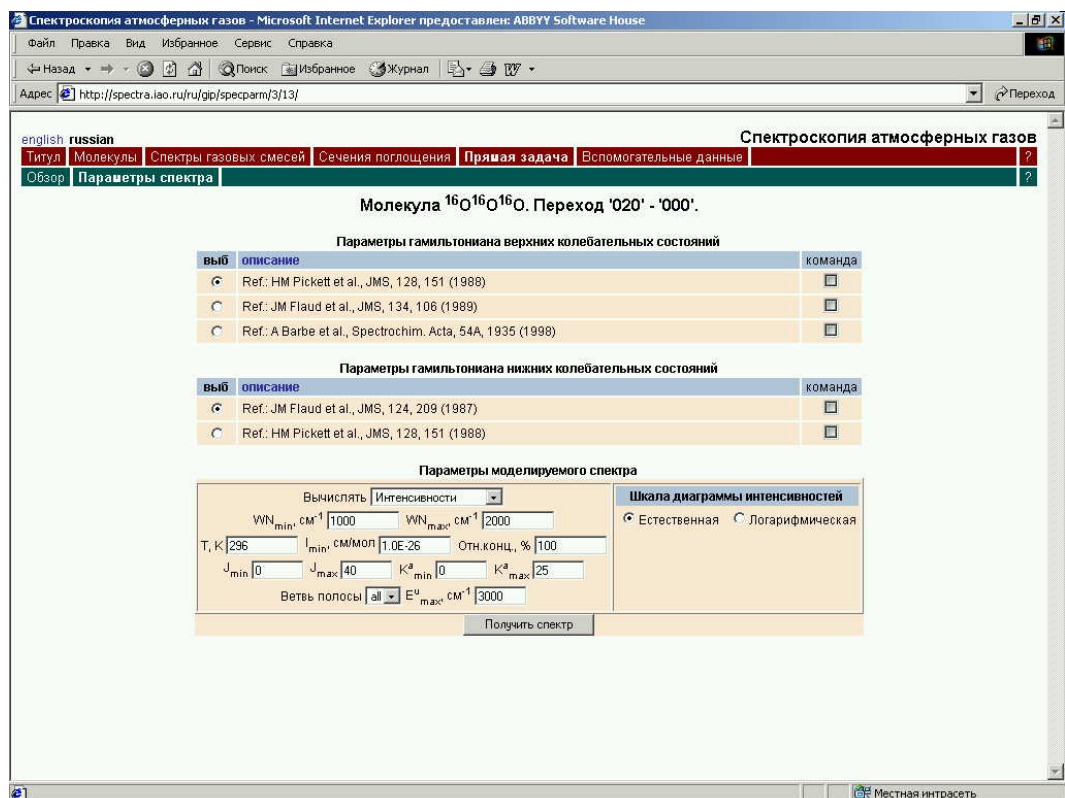 Спектроскопия атмосферных газов - Microsoft Internet Explorer предоставлен: ABBYY Software House
Файл Правка Вид Избранное Сервис Справка
Назад Поиск Избранное Журнал
Адрес http://spectra.iao.ru/ru/gip/specparm/3/13/ Переход
english russian Спектроскопия атмосферных газов
Титул Молекулы Спектры газовых смесей Сечения поглощения Прямая задача Вспомогательные данные ?
Обзор Параметры спектра ?
Молекула ¹⁶O¹⁶O¹⁶O. Переход '020' - '000'.
Параметры гамильтониана верхних колебательных состояний
выб описание команда
Ref.: HM Pickett et al., JMS, 128, 151 (1988)
Ref.: JM Flaud et al., JMS, 134, 106 (1989)
Ref.: A Barbe et al., Spectrochim. Acta, 54A, 1935 (1998)
Параметры гамильтониана нижних колебательных состояний
выб описание команда
Ref.: JM Flaud et al., JMS, 124, 209 (1987)
Ref.: HM Pickett et al., JMS, 128, 151 (1988)
Параметры моделируемого спектра
Вычислять Интенсивности Шкала диаграммы интенсивностей
WNmin, см⁻¹ 1000 WNmax, см⁻¹ 2000 Естественная Логарифмическая
T, K 296 Imin, см/мол 1.0E-26 Отн.конц., % 100
Jmin 0 Jmax 40 Kᵃmin 0 Kᵃmax 25
Ветвь полосы all Eᵘmax, см⁻¹ 3000
Получить спектр
Местная интрасеть